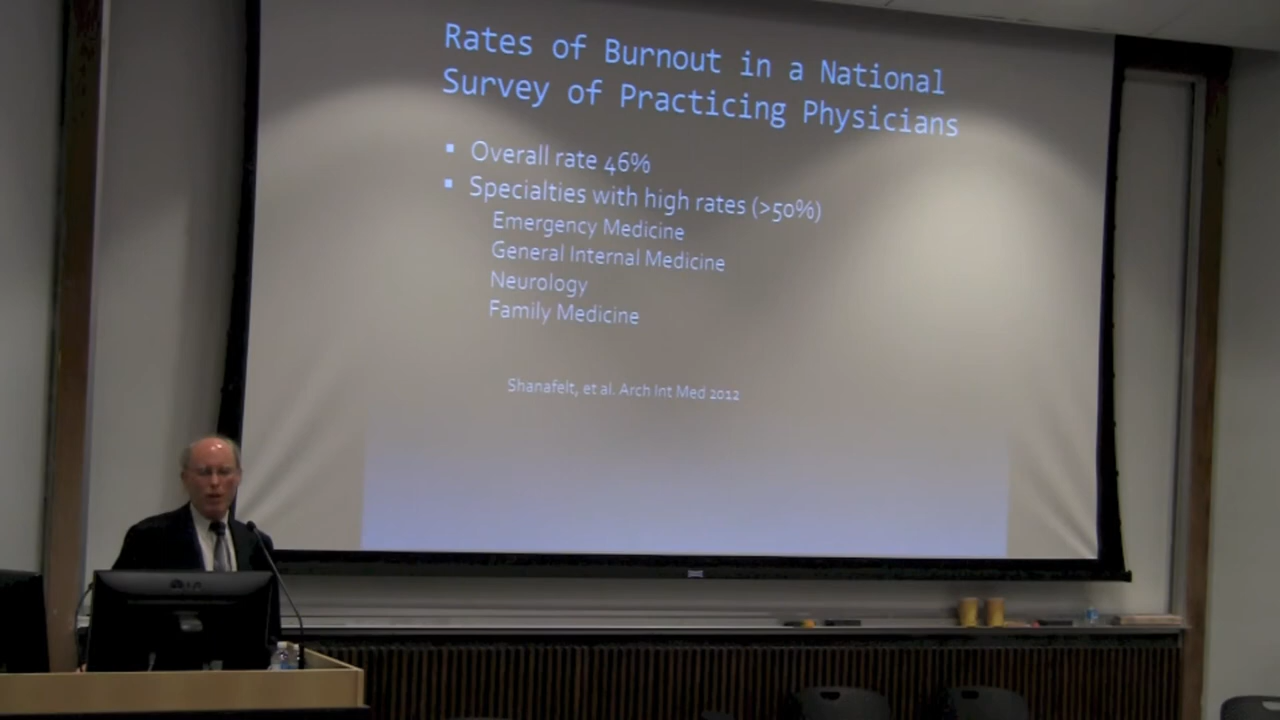 Rates of Burnout in a National
Survey of Practicing Physicians
▪ Overall rate 46%
▪ Specialties with high rates (>50%)
Emergency Medicine
General Internal Medicine
Neurology
Family Medicine
Shanafelt, et al. Arch Int Med 2012
LG